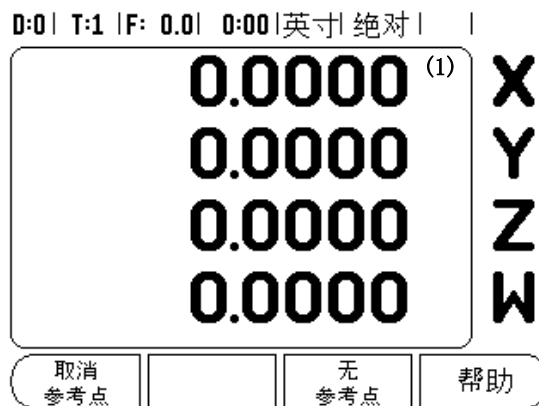 D:0 | T:1 | F: 0.0 | 0:00 | 英寸 | 绝对 | |
0.0000 (1) X
0.0000 Y
0.0000 Z
0.0000 W
取消 参考点
无 参考点
帮助